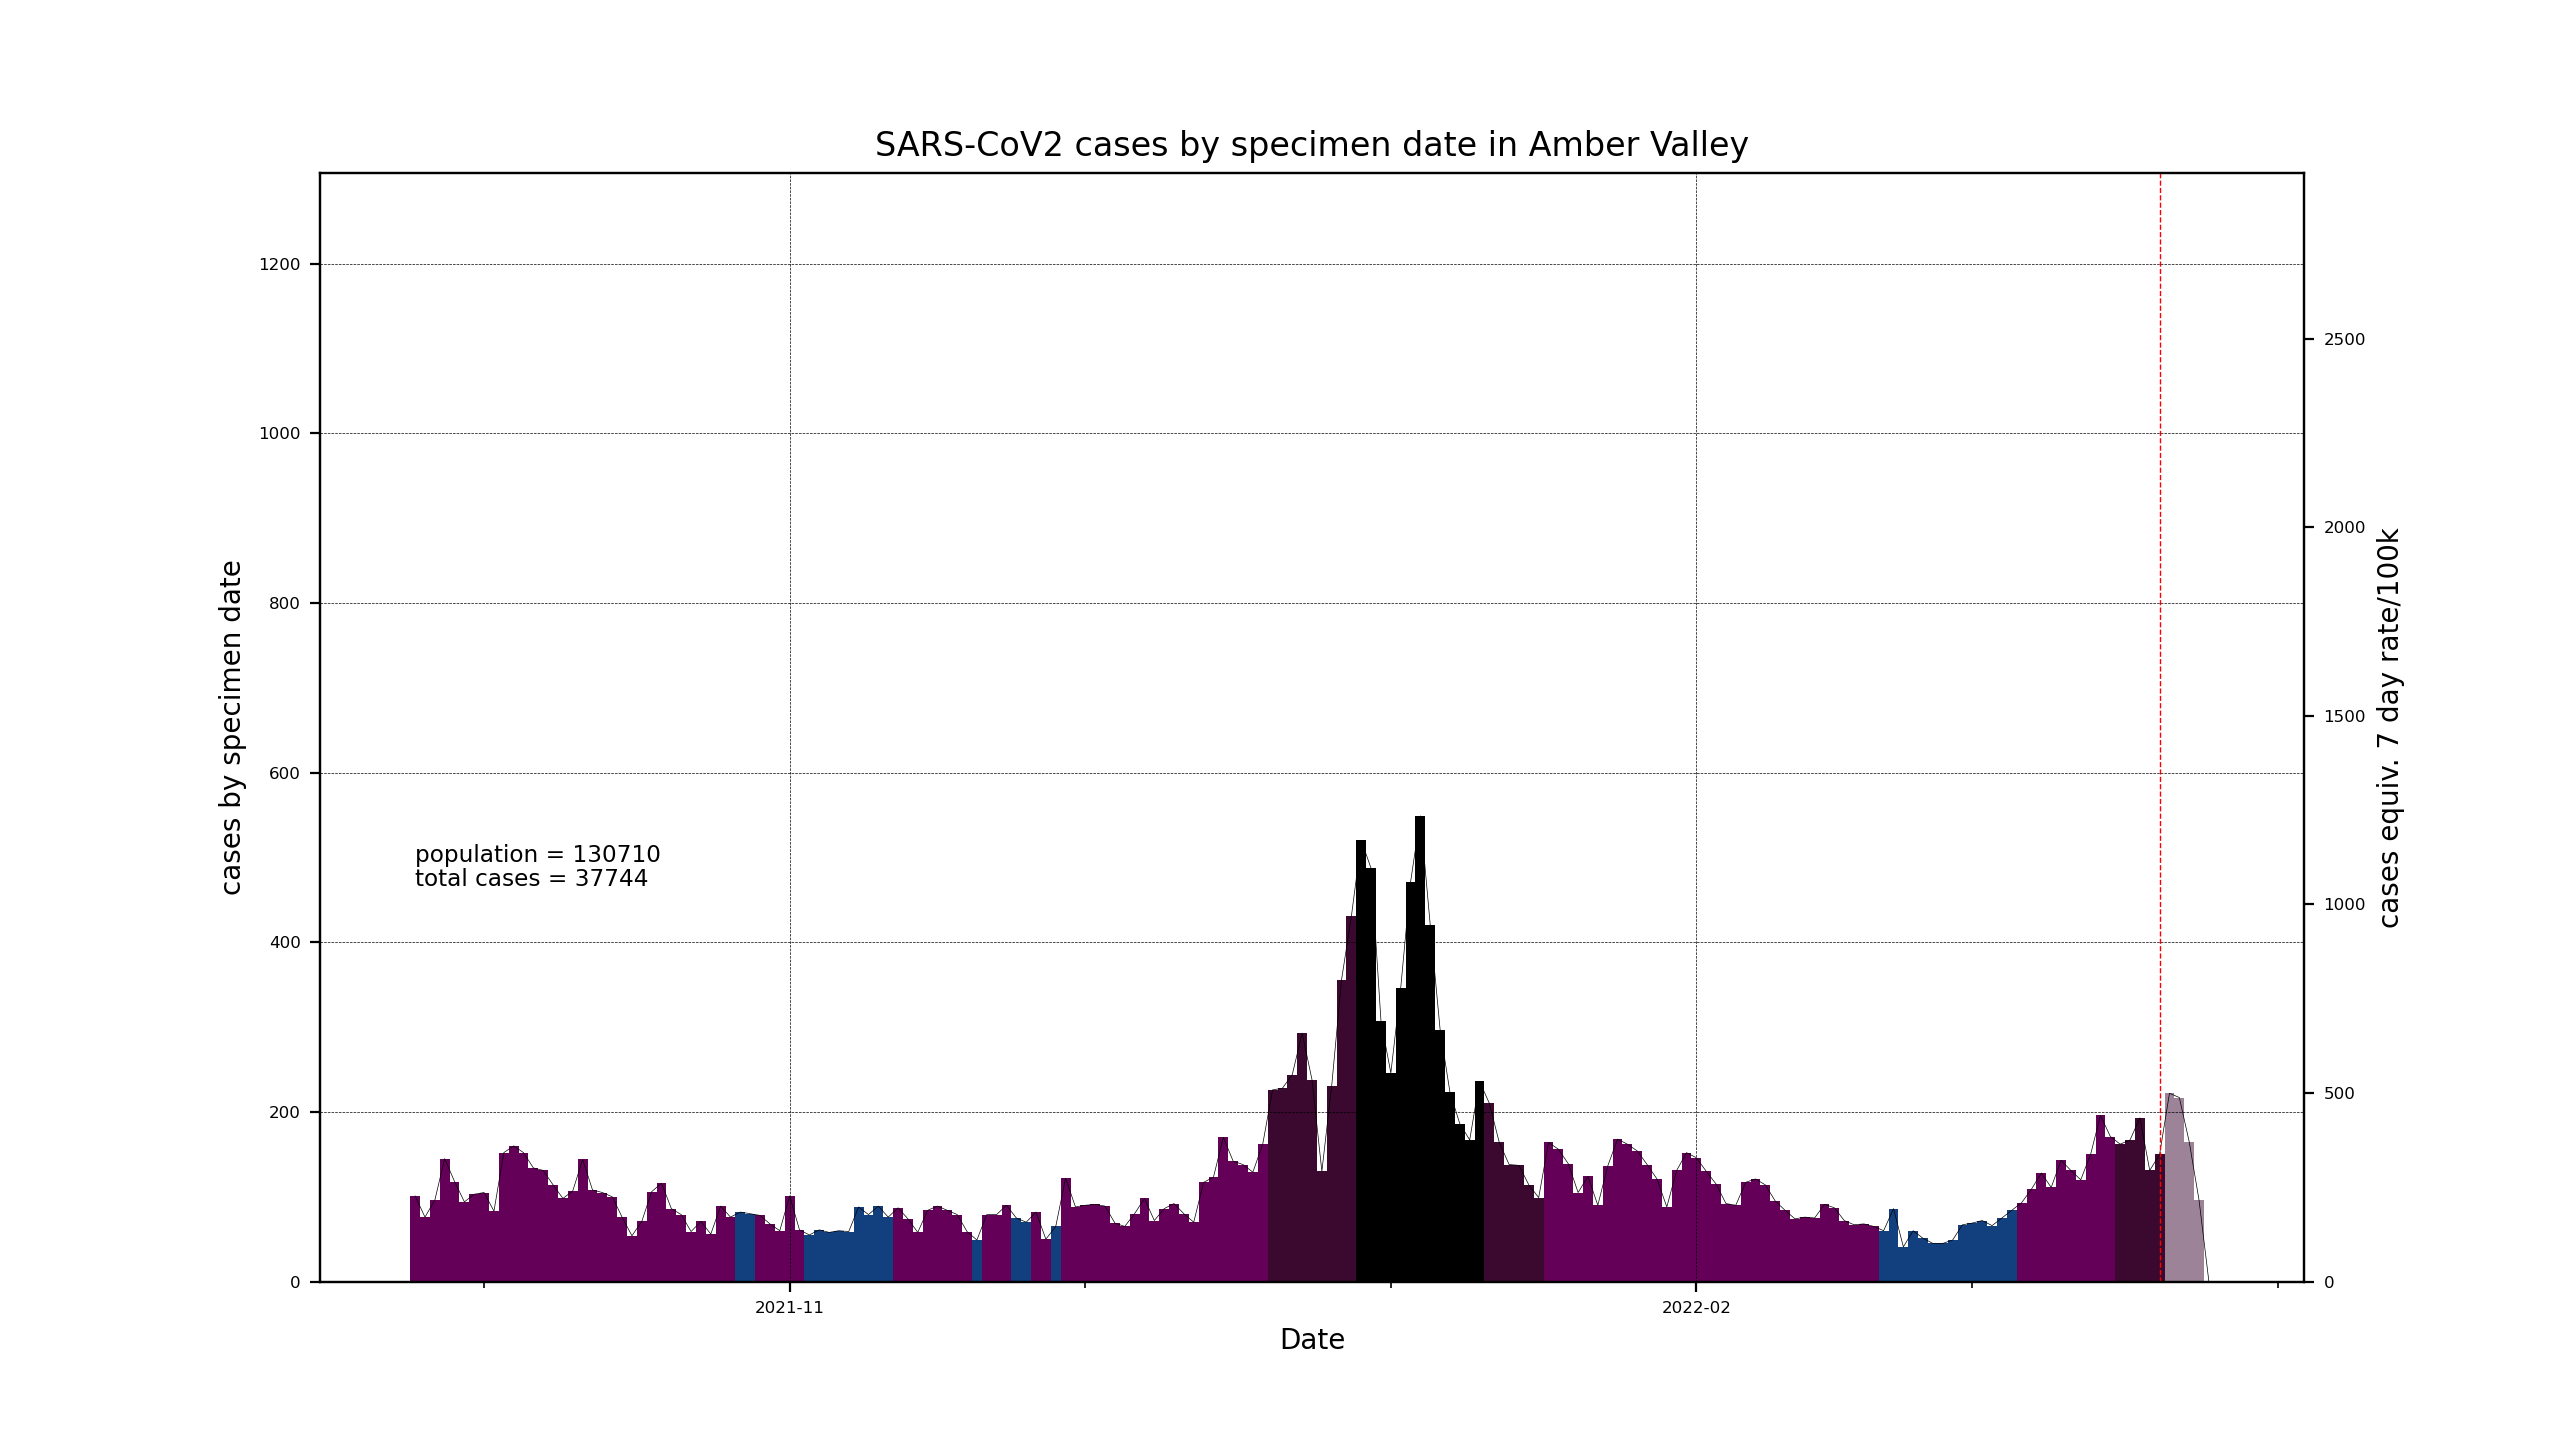 SARS-CoV2 cases by specimen date in Amber Valley
cases by specimen date
1200
1000
800
600
400
200
0
population = 130710
total cases = 37744
2500
2000
1500
1000
500
0
cases equiv. 7 day rate/100k
2021-11
2022-02
Date